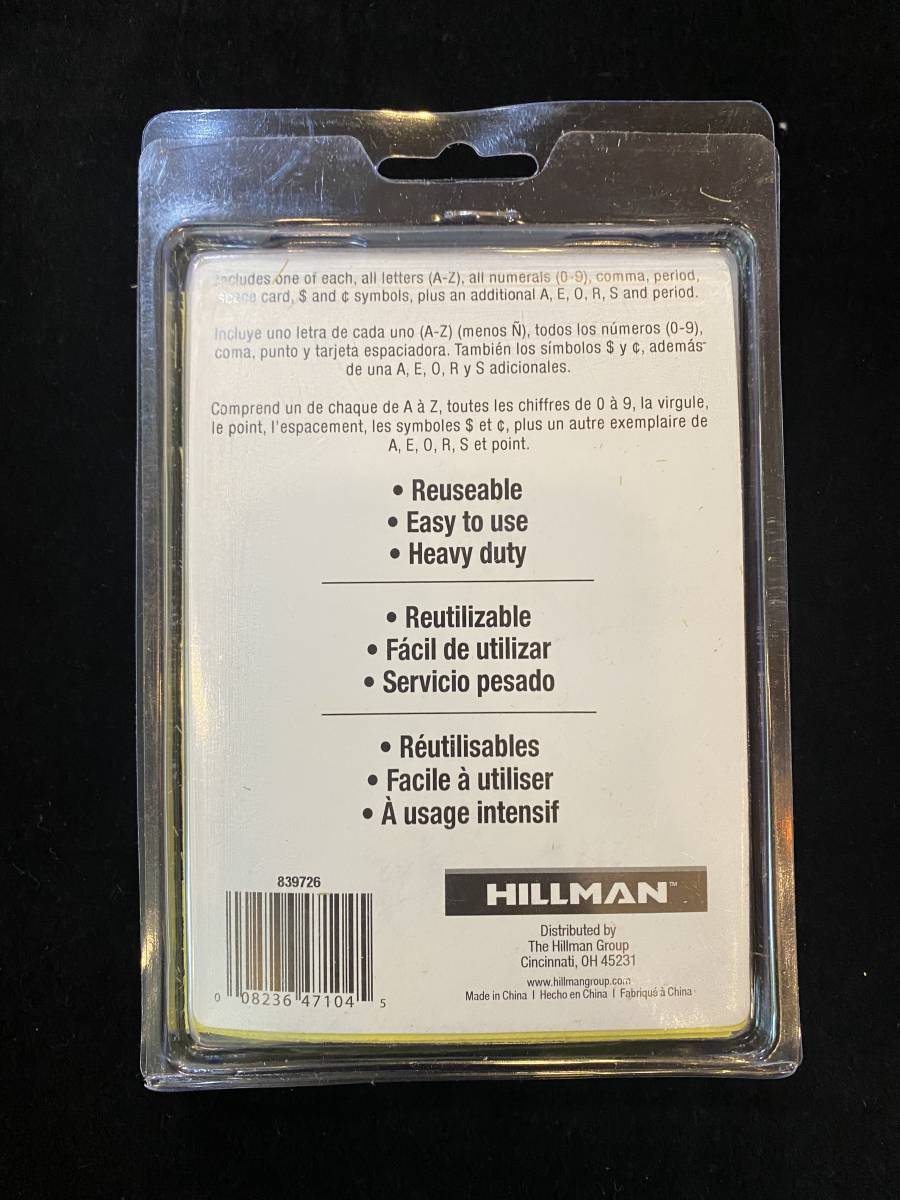 Includes one of each, all letters (A-Z), all numerals (0-9), comma, period,
space card, $ and ¢ symbols, plus an additional A, E, O, R, S and period.
Incluye uno letra de cada uno (A-Z) (menos Ñ), todos los números (0-9),
coma, punto y tarjeta espaciadora. También los símbolos $ y ¢, además
de una A, E, O, R y S adicionales.
Comprend un de chaque de A à Z, toutes les chiffres de 0 à 9, la virgule,
le point, l'espacement, les symboles $ et ¢, plus un autre exemplaire de
A, E, O, R, S et point.
• Reuseable
• Easy to use
• Heavy duty
• Reutilizable
• Fácil de utilizar
• Servicio pesado
• Réutilisables
• Facile à utiliser
• À usage intensif
839726
0 08236 47104 5
HILLMAN™
Distributed by
The Hillman Group
Cincinnati, OH 45231
www.hillmangroup.com
Made in China | Hecho en China | Fabriqué à China